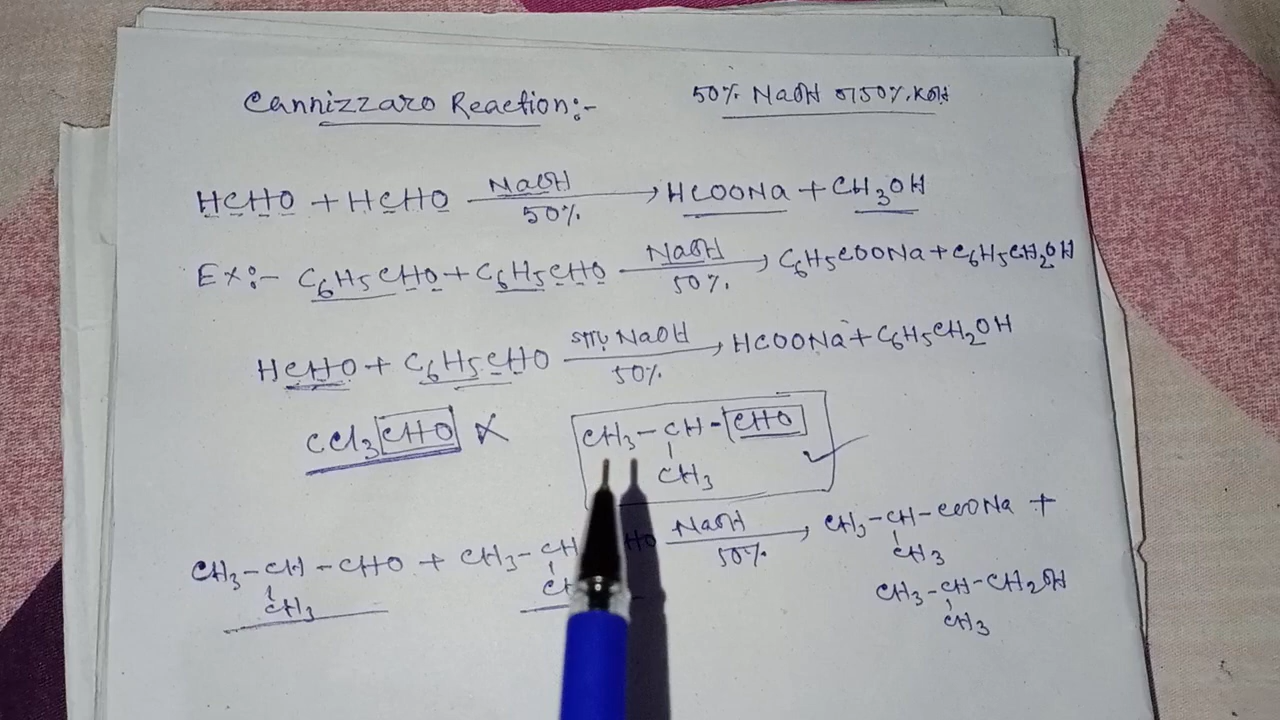 Cannizzaro Reaction:-
50% NaOH or 50% KOH
HCHO + HCHO NaOH 50% → HCOONa + CH3OH
Ex:- C6H5CHO + C6H5CHO NaOH 50% → C6H5COONa + C6H5CH2OH
HCHO + C6H5CHO NaOH 50% → HCOONa + C6H5CH2OH
CCl3CHO ×
CH3-CH-CHO ✓
CH3
CH3-CH-CHO + CH3-CH HO NaOH 50% → CH3-CH-COONa +
CH3 CH3
CH3-CH-CH2OH
CH3